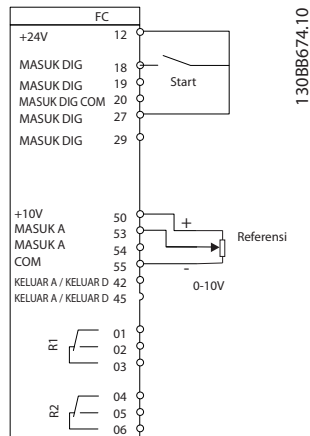 FC
+24V 12
MASUK DIG 18
MASUK DIG 19
MASUK DIG COM 20
MASUK DIG 27
MASUK DIG 29
Start
+10V 50
MASUK A 53
MASUK A 54
COM 55
KELUAR A / KELUAR D 42
KELUAR A / KELUAR D 45
+
-
Referensi
0-10V
R1
01
02
03
R2
04
05
06
130BB674.10